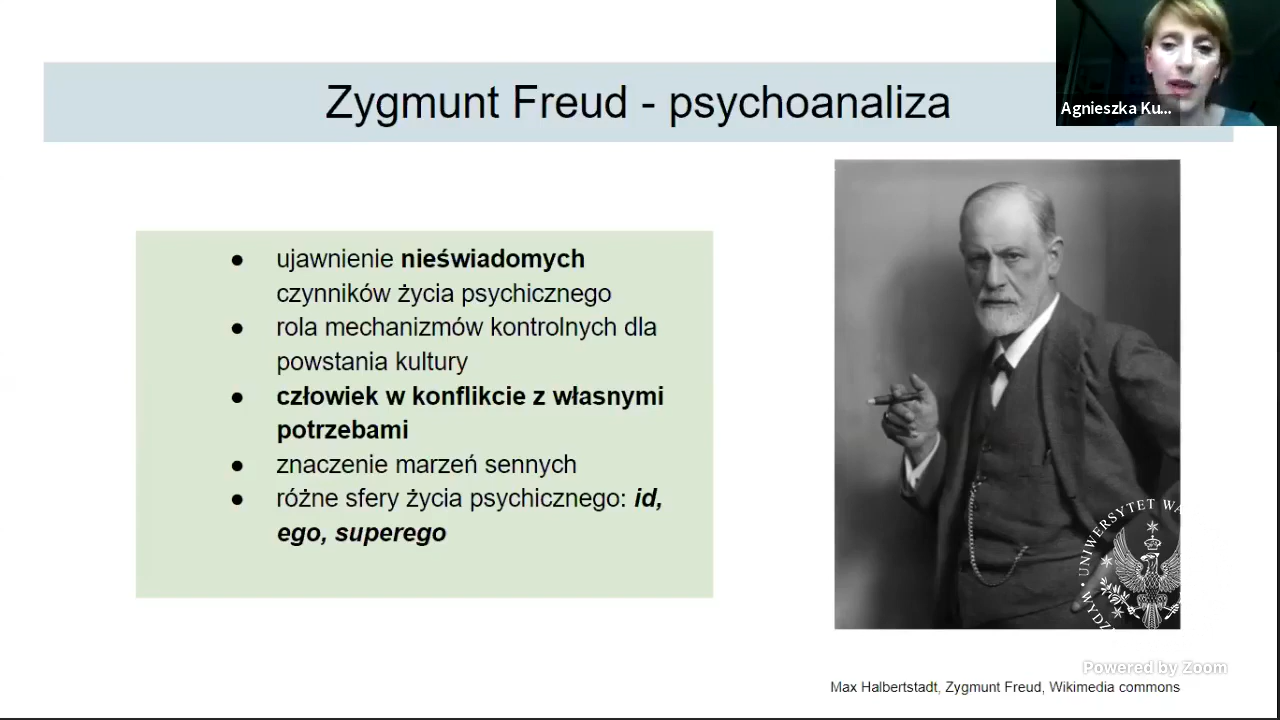 Zygmunt Freud - psychoanaliza
Agnieszka Ku...
● ujawnienie nieświadomych
czynników życia psychicznego
● rola mechanizmów kontrolnych dla
powstania kultury
● człowiek w konflikcie z własnymi
potrzebami
● znaczenie marzeń sennych
● różne sfery życia psychicznego: id,
ego, superego
UNIWERSYTET WA
WYDZ
Powered by Zoom
Max Halberstadt, Zygmunt Freud, Wikimedia commons